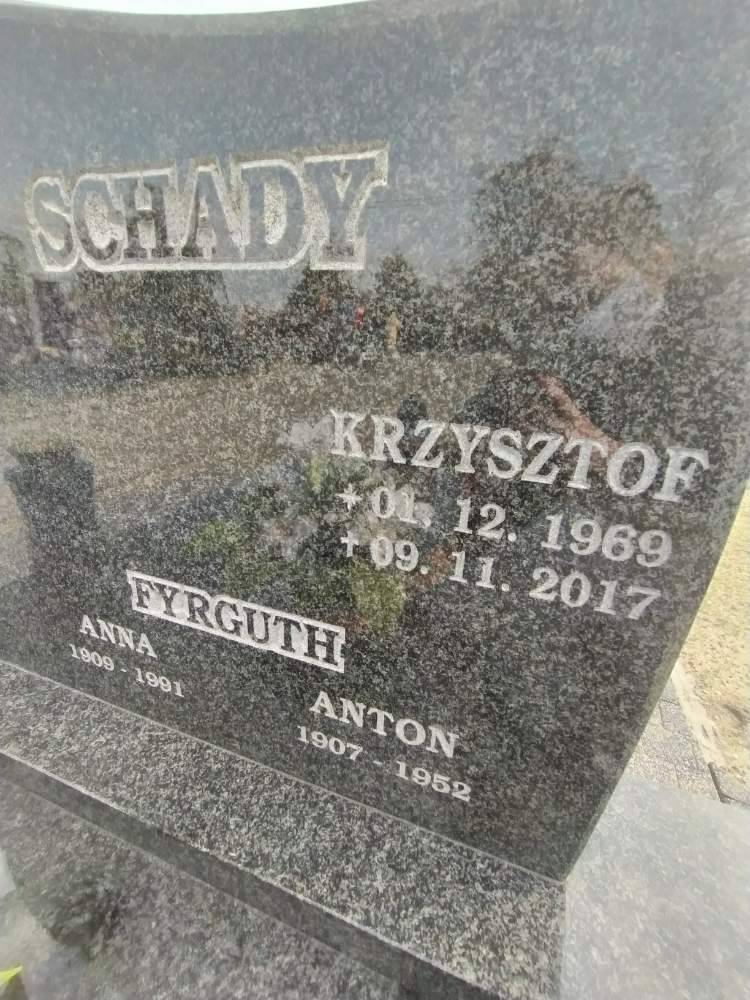 SCHADY
KRZYSZTOF
* 01. 12. 1969
+ 09. 11. 2017
FYRGUTH
ANNA
1909 - 1991
ANTON
1907 - 1952